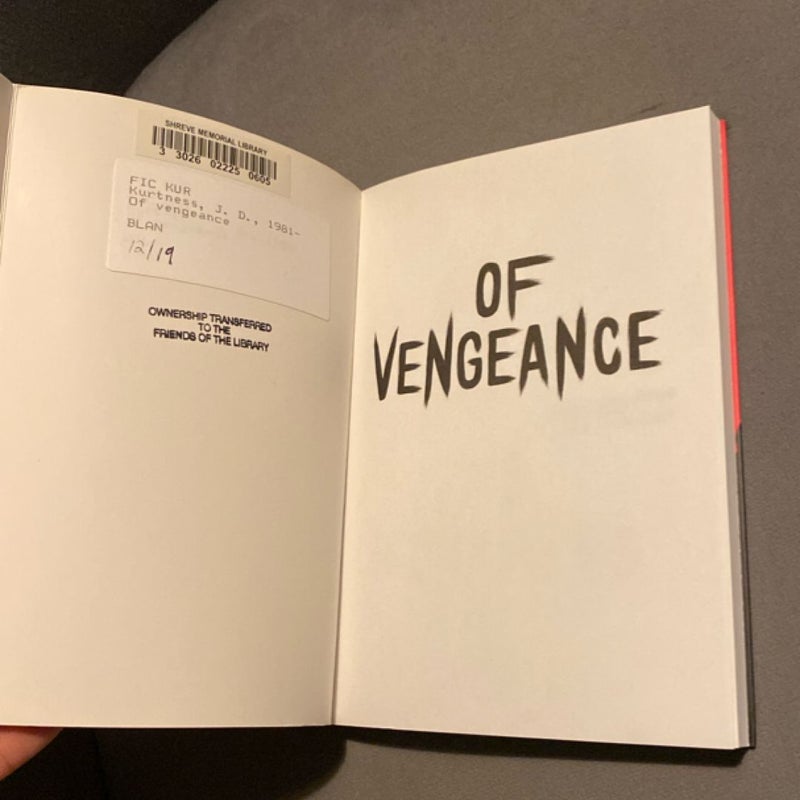 SHREVE MEMORIAL LIBRARY
3 3026 02225 0605
FIC KUR
Kurtness, J. D., 1981-
Of vengeance
BLAN
12/19
OWNERSHIP TRANSFERRED
TO THE
FRIENDS OF THE LIBRARY
OF
VENGEANCE